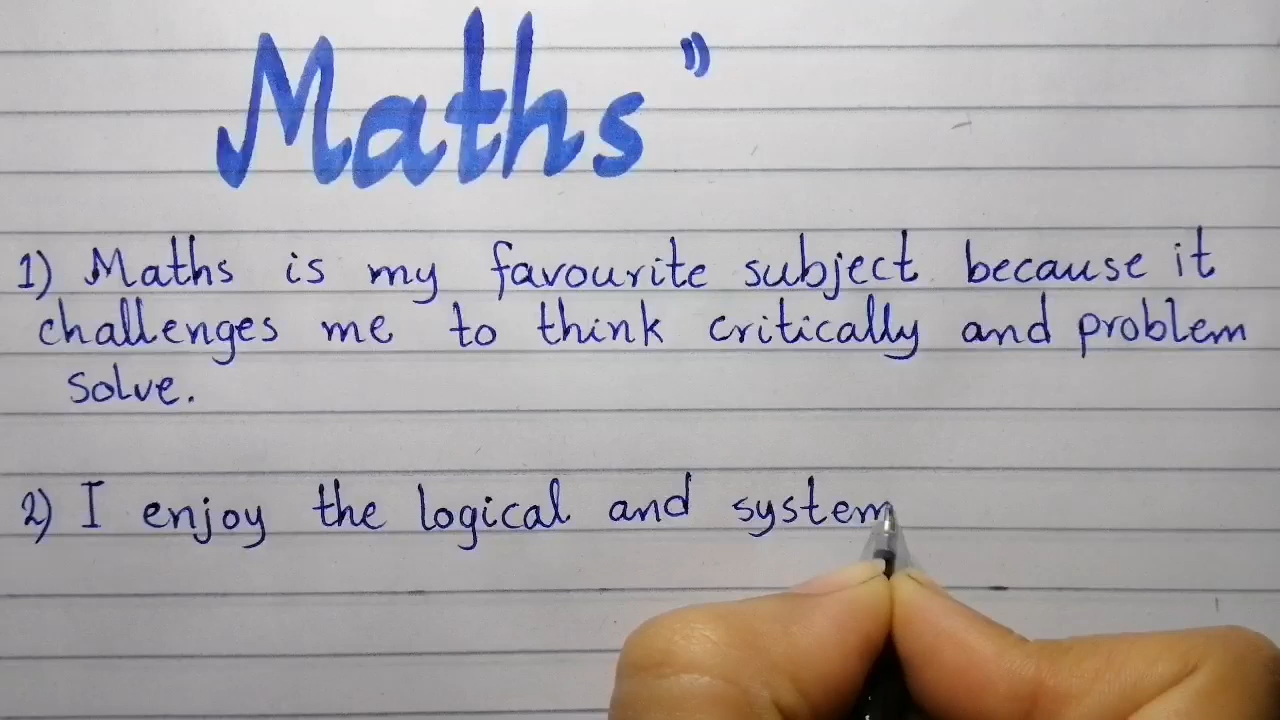 Maths"
1) Maths is my favourite subject because it
challenges me to think critically and problem
solve.
2) I enjoy the logical and system